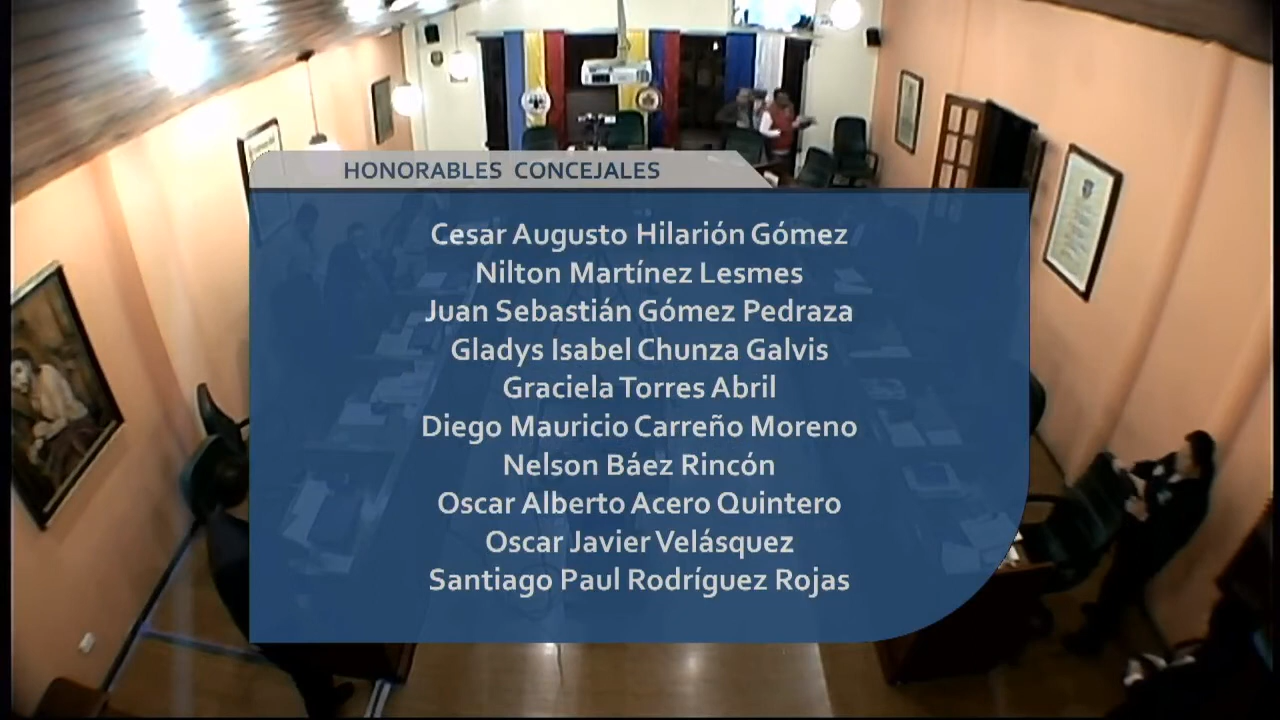 HONORABLES CONCEJALES
Cesar Augusto Hilarión Gómez
Nilton Martínez Lesmes
Juan Sebastián Gómez Pedraza
Gladys Isabel Chunza Galvis
Graciela Torres Abril
Diego Mauricio Carreño Moreno
Nelson Báez Rincón
Oscar Alberto Acero Quintero
Oscar Javier Velásquez
Santiago Paul Rodríguez Rojas